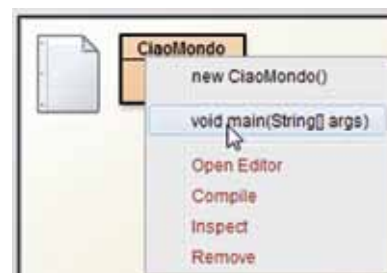 CiaoMondo
new CiaoMondo()
void main(String[] args)
Open Editor
Compile
Inspect
Remove